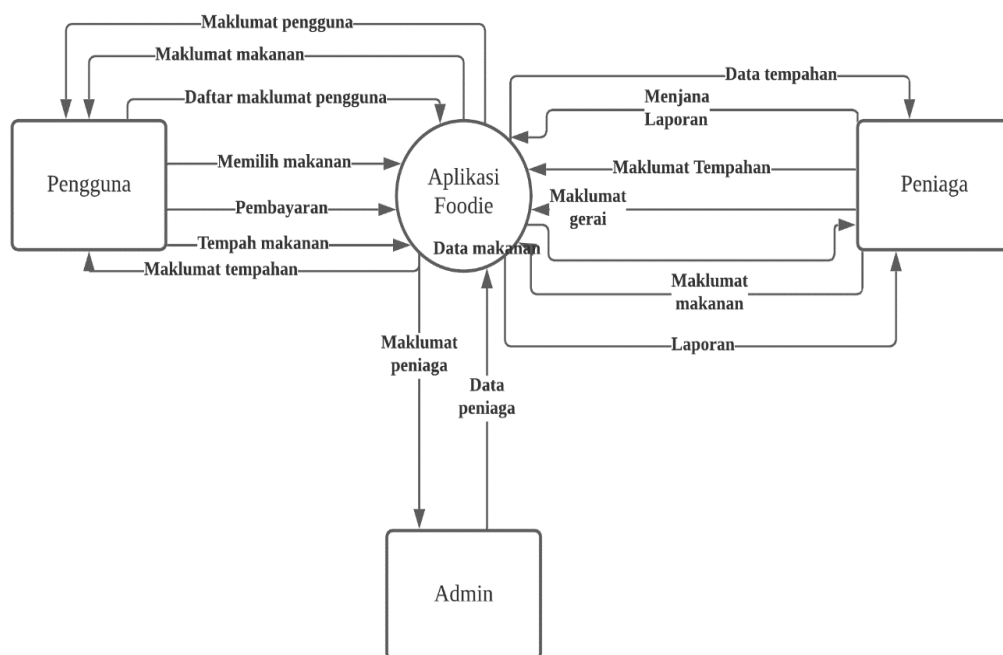 Maklumat pengguna
Maklumat makanan
Data tempahan
Daftar maklumat pengguna
Menjana
Laporan
Memilih makanan
Maklumat Tempahan
Pengguna
Aplikasi
Foodie
Peniaga
Pembayaran
Maklumat
gerai
Tempah makanan
Data makanan
Maklumat tempahan
Maklumat
makanan
Maklumat
peniaga
Laporan
Data
peniaga
Admin